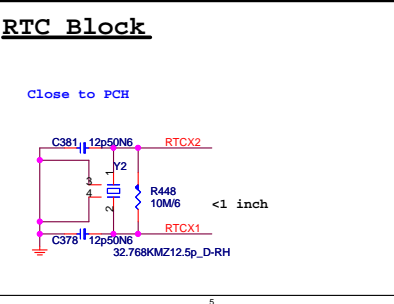 RTC Block
Close to PCH
C381 12p50N6 RTCX2
Y2
1
3
4
R448
10M/6
<1 inch
2
RTCX1
C378 12p50N6
32.768KMZ12.5p_D-RH
5